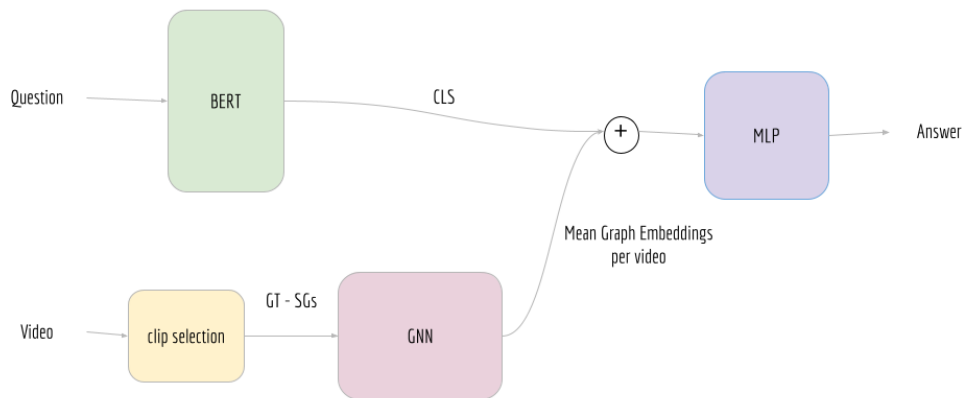 Question
BERT
CLS
+
MLP
Answer
Mean Graph Embeddings
per video
Video
clip selection
GT - SGs
GNN